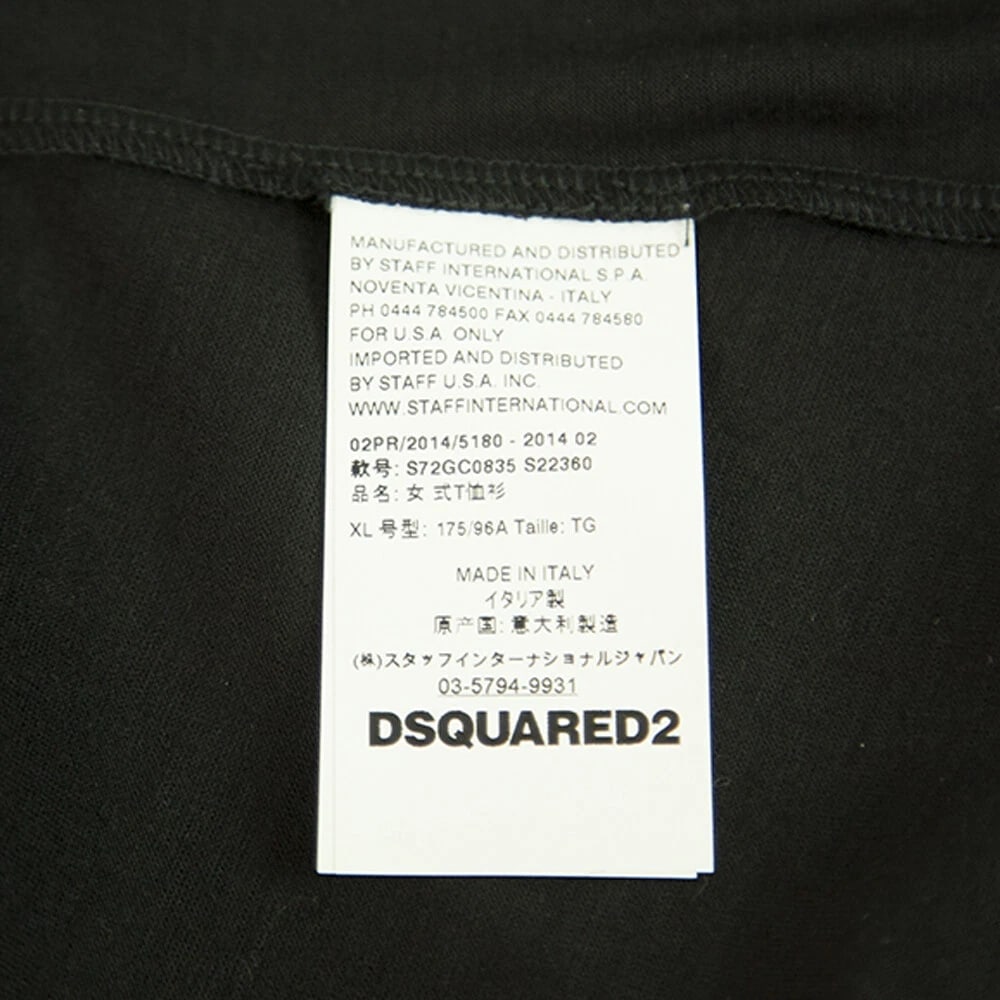 MANUFACTURED AND DISTRIBUTED
BY STAFF INTERNATIONAL S.P.A.
NOVENTA VICENTINA - ITALY
PH 0444 784500 FAX 0444 784580
FOR U.S.A ONLY
IMPORTED AND DISTRIBUTED
BY STAFF U.S.A. INC.
WWW.STAFFINTERNATIONAL.COM
02PR/2014/5180 - 2014 02
款号: S72GC0835 S22360
品名: 女 式T恤衫
XL 号型: 175/96A Taille: TG
MADE IN ITALY
イタリア製
原产国: 意大利製造
(株)スタッフインターナショナルジャパン
03-5794-9931
DSQUARED2